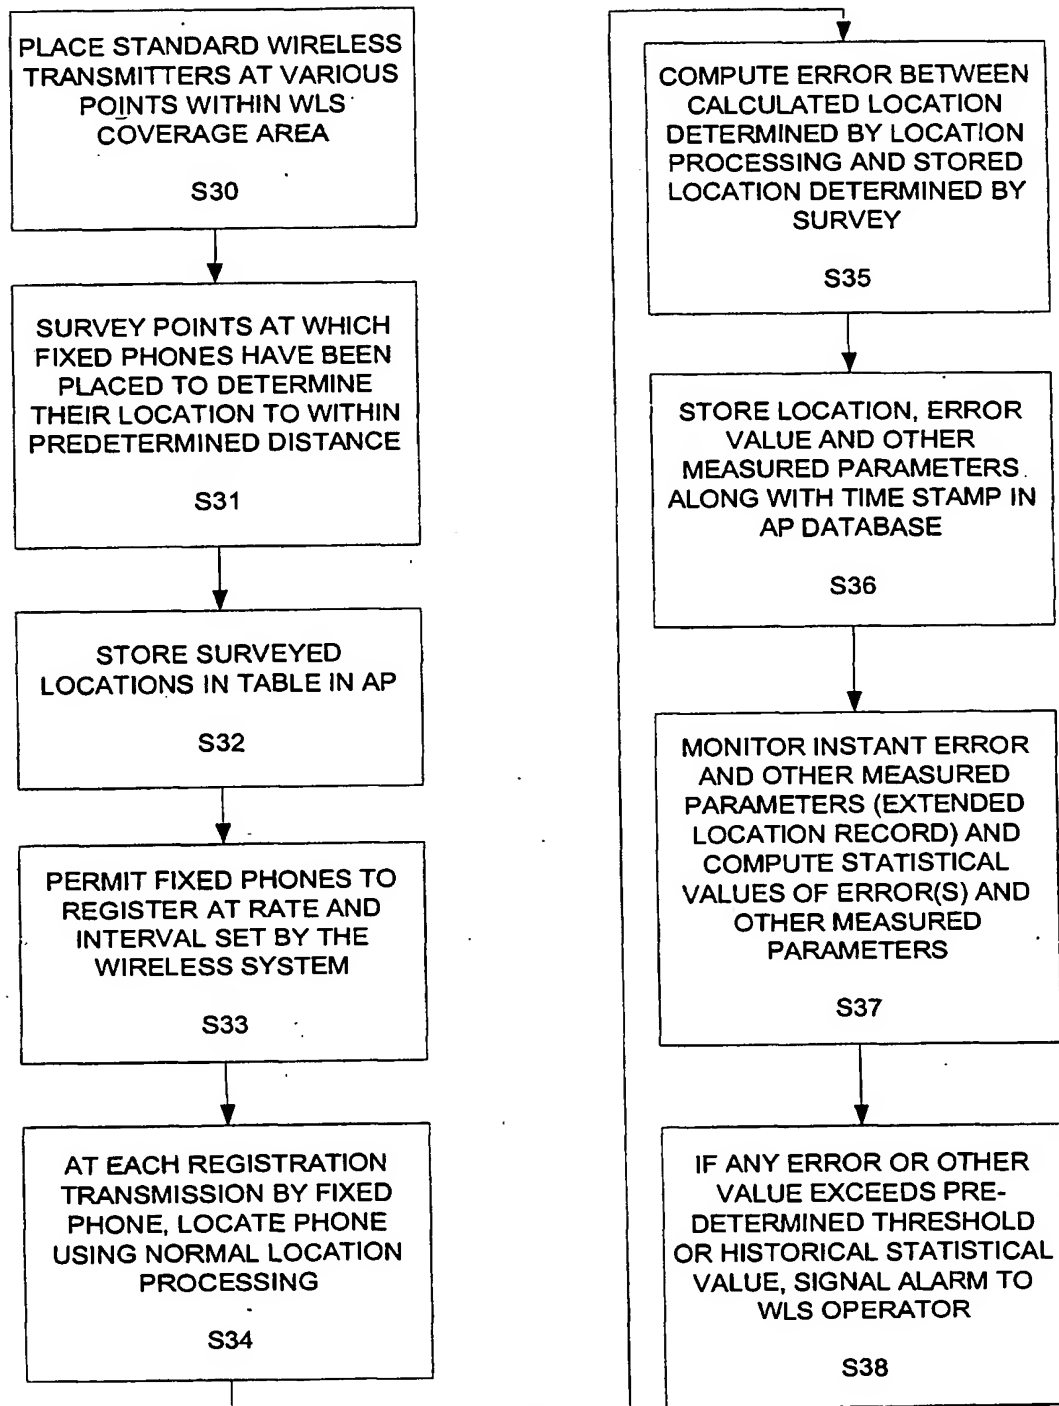 PLACE STANDARD WIRELESS
TRANSMITTERS AT VARIOUS
POINTS WITHIN WLS
COVERAGE AREA
S30
SURVEY POINTS AT WHICH
FIXED PHONES HAVE BEEN
PLACED TO DETERMINE
THEIR LOCATION TO WITHIN
PREDETERMINED DISTANCE
S31
STORE SURVEYED
LOCATIONS IN TABLE IN AP
S32
PERMIT FIXED PHONES TO
REGISTER AT RATE AND
INTERVAL SET BY THE
WIRELESS SYSTEM
S33
AT EACH REGISTRATION
TRANSMISSION BY FIXED
PHONE, LOCATE PHONE
USING NORMAL LOCATION
PROCESSING
S34
COMPUTE ERROR BETWEEN
CALCULATED LOCATION
DETERMINED BY LOCATION
PROCESSING AND STORED
LOCATION DETERMINED BY
SURVEY
S35
STORE LOCATION, ERROR
VALUE AND OTHER
MEASURED PARAMETERS
ALONG WITH TIME STAMP IN
AP DATABASE
S36
MONITOR INSTANT ERROR
AND OTHER MEASURED
PARAMETERS (EXTENDED
LOCATION RECORD) AND
COMPUTE STATISTICAL
VALUES OF ERROR(S) AND
OTHER MEASURED
PARAMETERS
S37
IF ANY ERROR OR OTHER
VALUE EXCEEDS PRE-
DETERMINED THRESHOLD
OR HISTORICAL STATISTICAL
VALUE, SIGNAL ALARM TO
WLS OPERATOR
S38